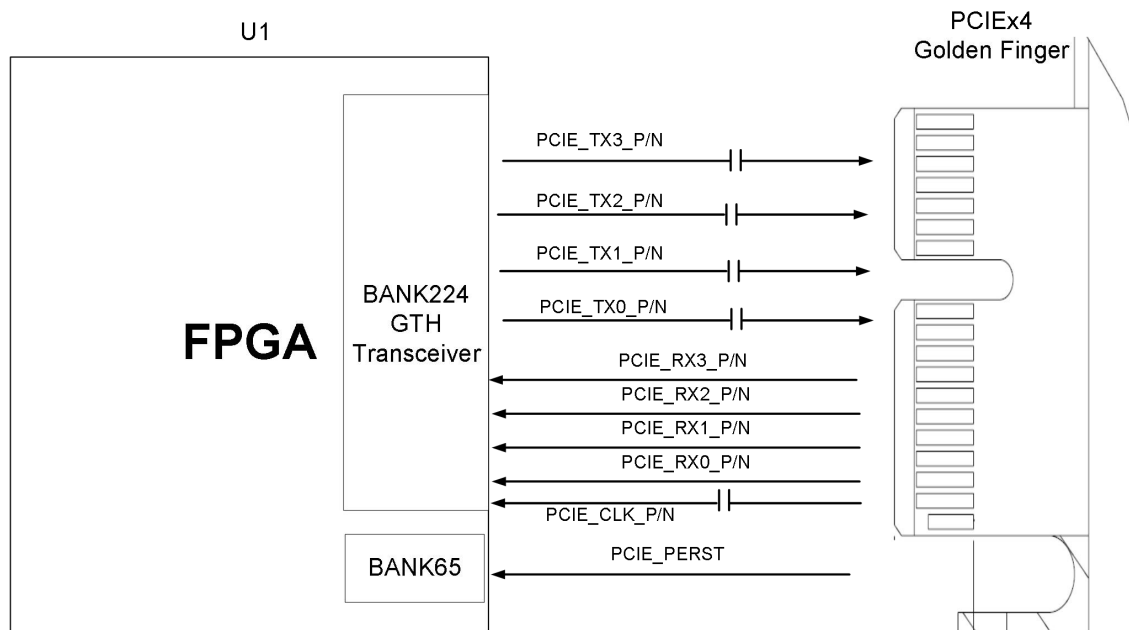 U1
PCIEx4
Golden Finger
PCIE_TX3_P/N
PCIE_TX2_P/N
PCIE_TX1_P/N
PCIE_TX0_P/N
BANK224
GTH
Transceiver
FPGA
PCIE_RX3_P/N
PCIE_RX2_P/N
PCIE_RX1_P/N
PCIE_RX0_P/N
PCIE_CLK_P/N
BANK65
PCIE_PERST